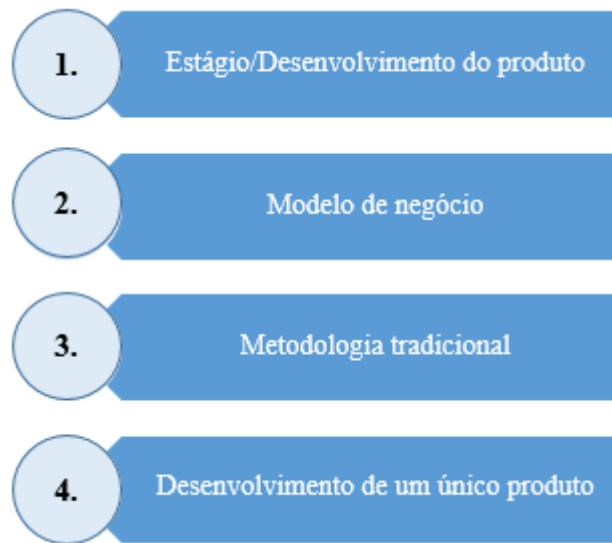 1. Estágio/Desenvolvimento do produto
2. Modelo de negócio
3. Metodologia tradicional
4. Desenvolvimento de um único produto